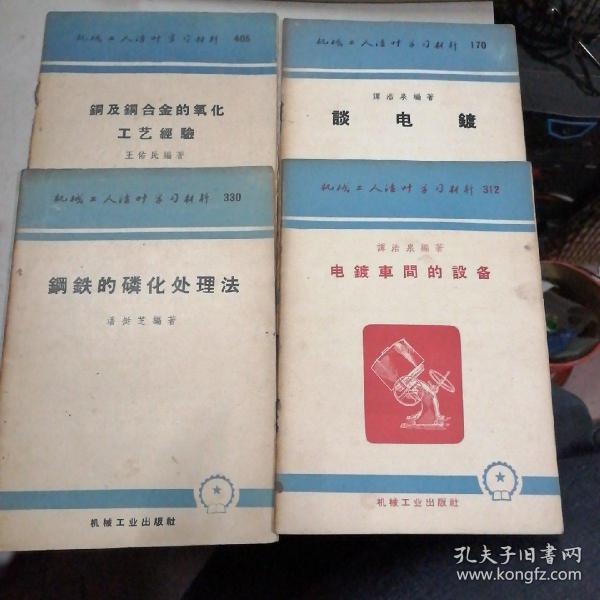 机械工人活叶学习材料 405
銅及銅合金的氧化
工艺經驗
王佑民編著
机械工人活叶学习材料 170
譚浩泉編著
談电鍍
机械工人活叶学习材料 330
鋼鉄的磷化处理法
潘挺芝編著
机械工业出版社
机械工人活叶学习材料 312
譚浩泉編著
电鍍車間的設备
机械工业出版社
孔夫子旧书网
www.kongfz.com